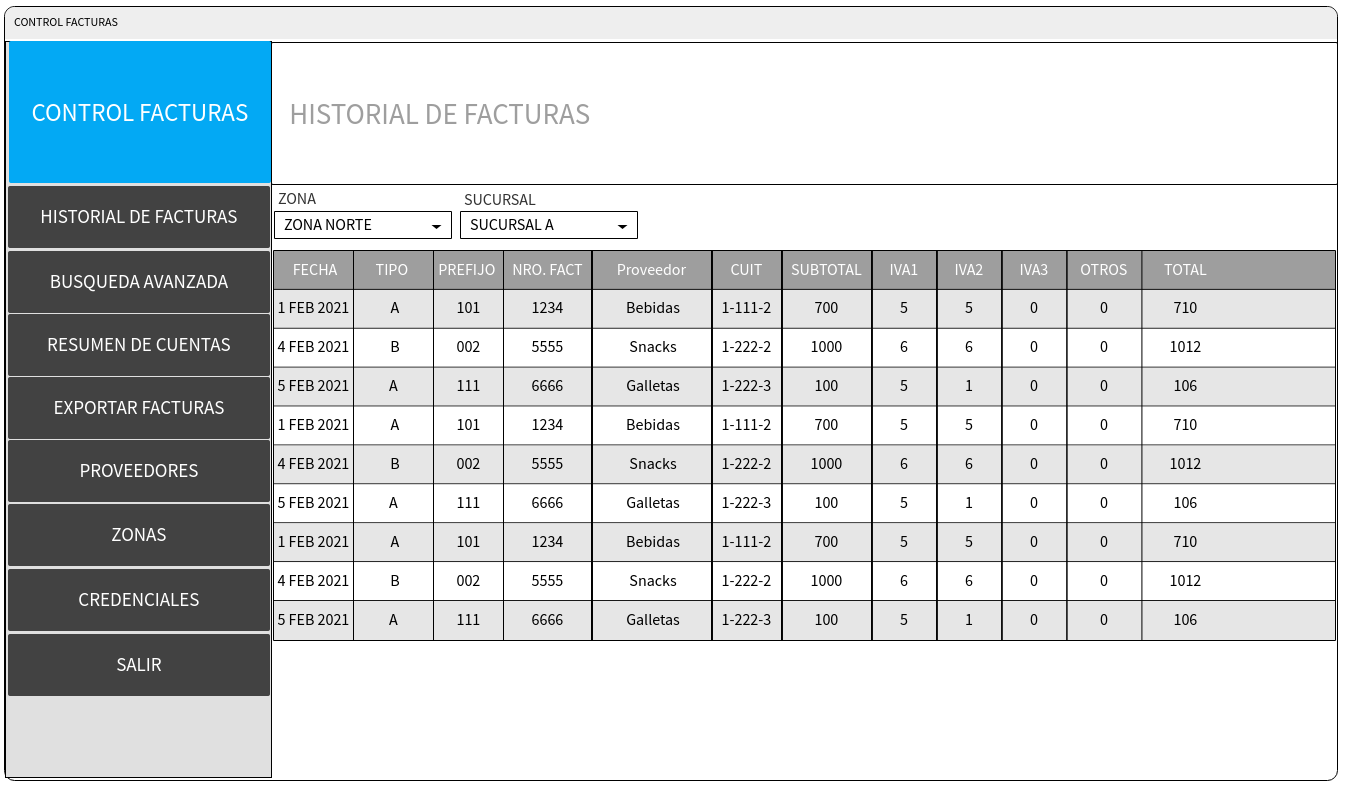 CONTROL FACTURAS
CONTROL FACTURAS
HISTORIAL DE FACTURAS
BUSQUEDA AVANZADA
RESUMEN DE CUENTAS
EXPORTAR FACTURAS
PROVEEDORES
ZONAS
CREDENCIALES
SALIR
HISTORIAL DE FACTURAS
ZONA SUCURSAL
ZONA NORTE SUCURSAL A
FECHA TIPO PREFIJO NRO. FACT Proveedor CUIT SUBTOTAL IVA1 IVA2 IVA3 OTROS TOTAL
1 FEB 2021 A 101 1234 Bebidas 1-111-2 700 5 5 0 0 710
4 FEB 2021 B 002 5555 Snacks 1-222-2 1000 6 6 0 0 1012
5 FEB 2021 A 111 6666 Galletas 1-222-3 100 5 1 0 0 106
1 FEB 2021 A 101 1234 Bebidas 1-111-2 700 5 5 0 0 710
4 FEB 2021 B 002 5555 Snacks 1-222-2 1000 6 6 0 0 1012
5 FEB 2021 A 111 6666 Galletas 1-222-3 100 5 1 0 0 106
1 FEB 2021 A 101 1234 Bebidas 1-111-2 700 5 5 0 0 710
4 FEB 2021 B 002 5555 Snacks 1-222-2 1000 6 6 0 0 1012
5 FEB 2021 A 111 6666 Galletas 1-222-3 100 5 1 0 0 106